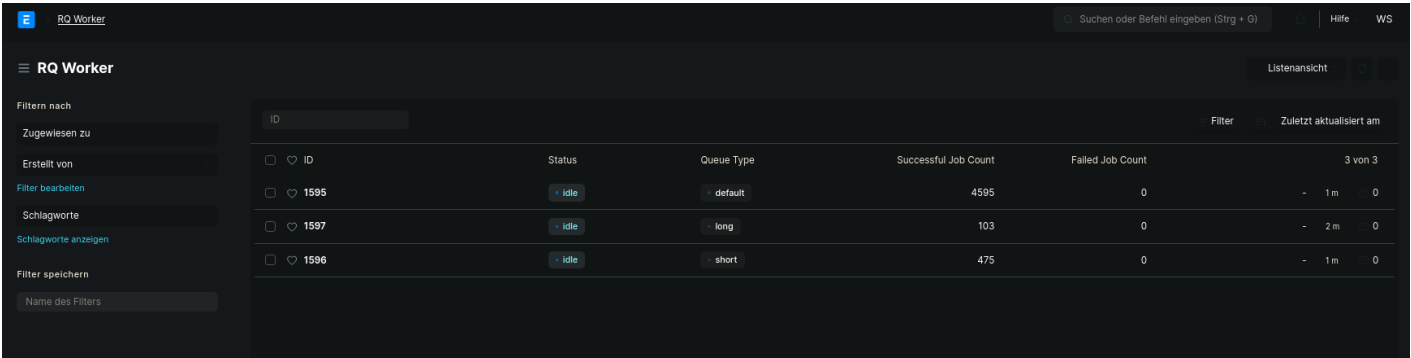 E RQ Worker Suchen oder Befehl eingeben (Strg + G) Hilfe WS
RQ Worker Listenansicht
Filtern nach
Zugewiesen zu
Erstellt von
Filter bearbeiten
Schlagworte
Schlagworte anzeigen
Filter speichern
Name des Filters
ID Filter Zuletzt aktualisiert am
ID Status Queue Type Successful Job Count Failed Job Count 3 von 3
1595 idle default 4595 0 - 1 m 0
1597 idle long 103 0 - 2 m 0
1596 idle short 475 0 - 1 m 0